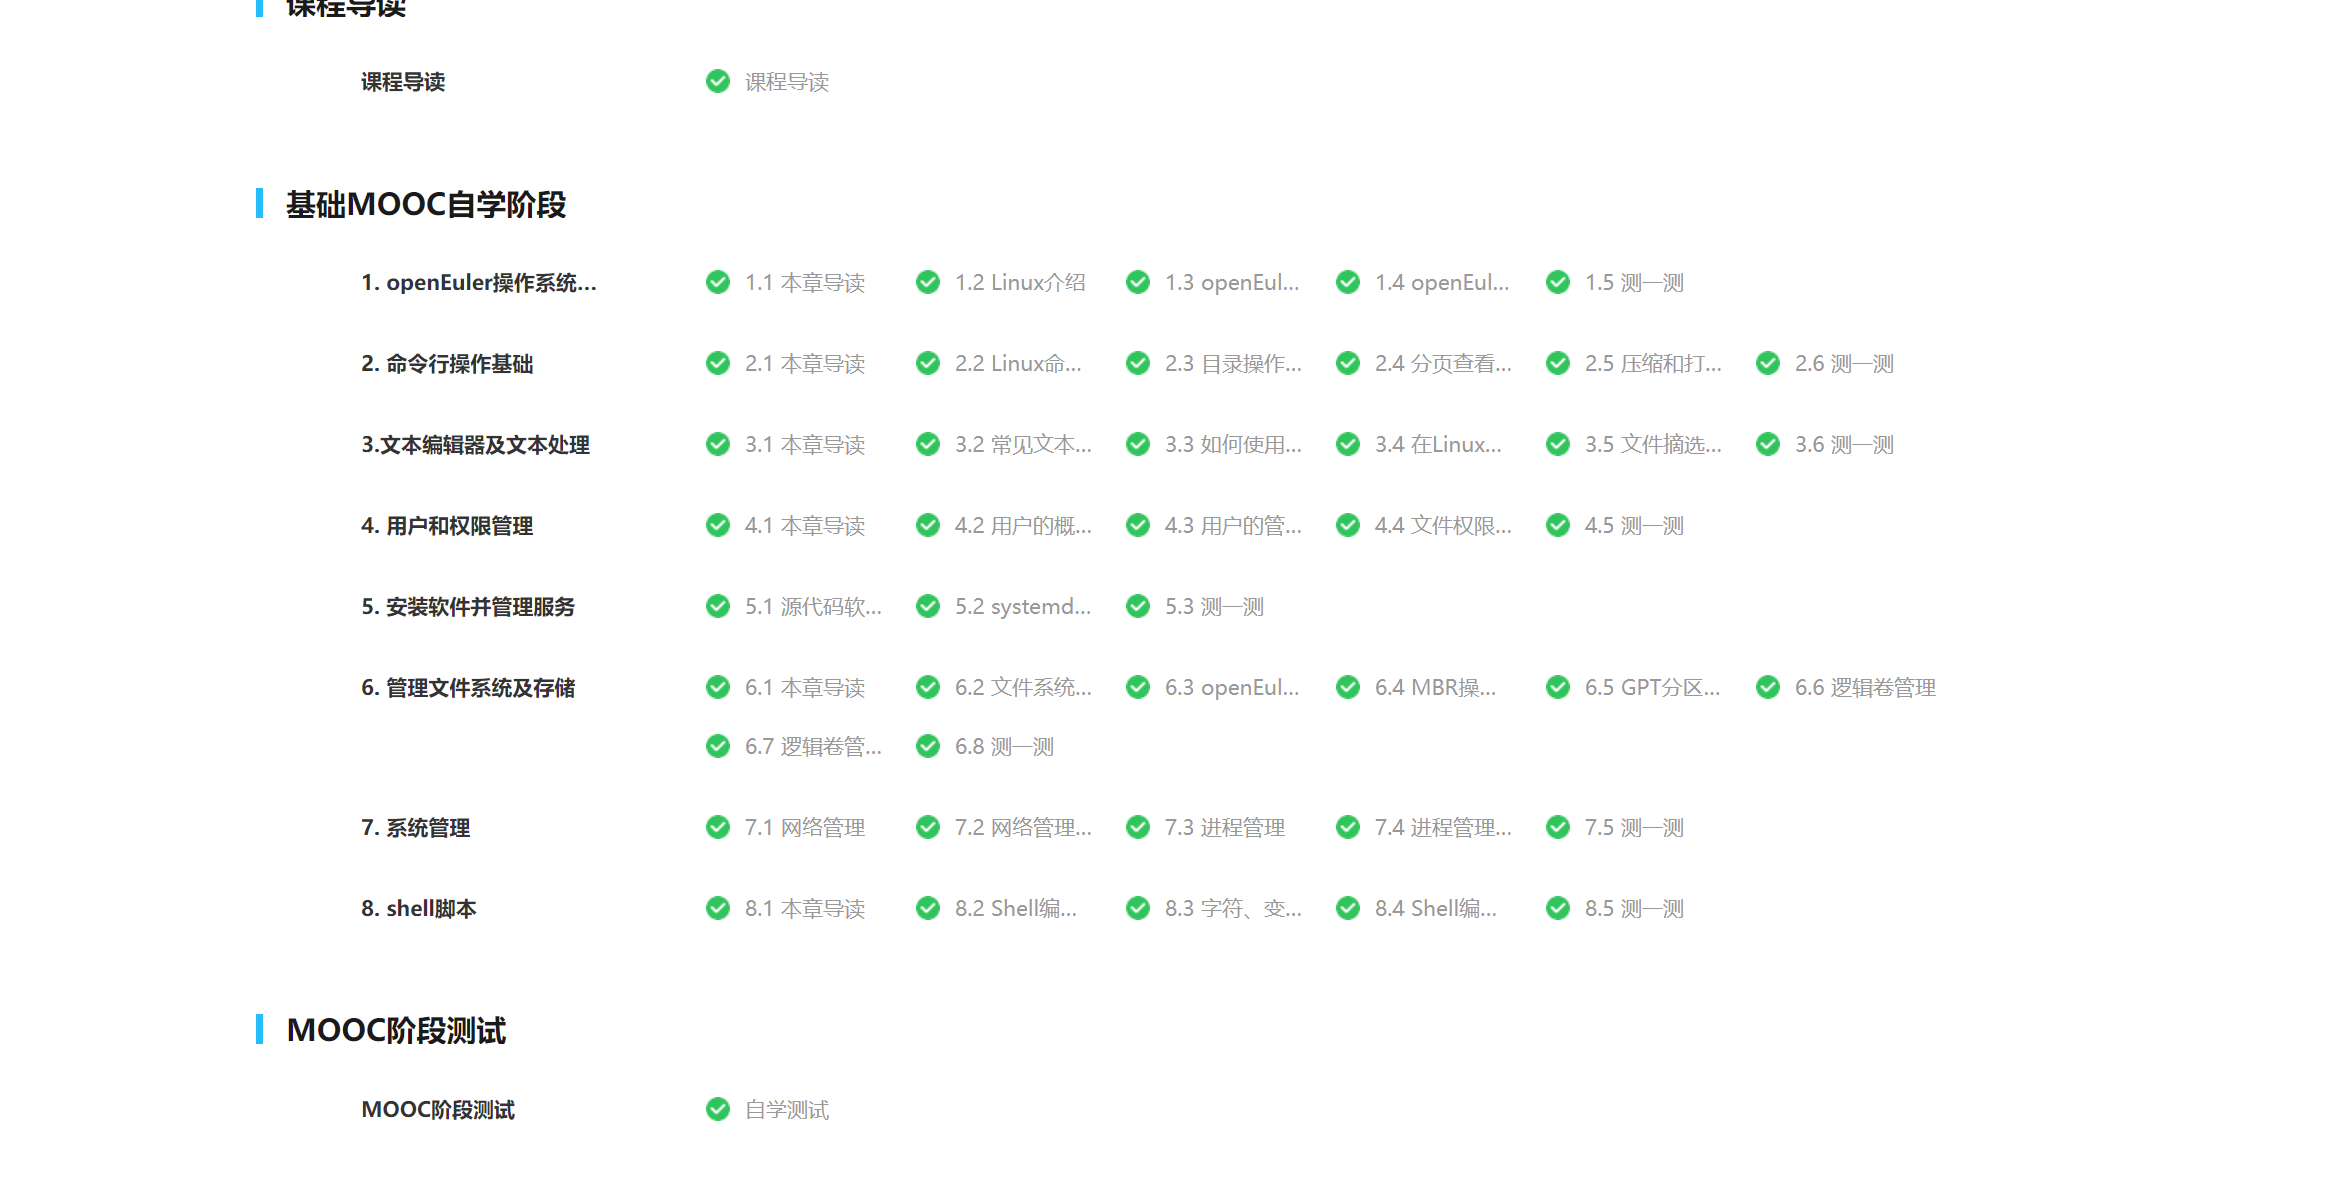 课程导读
课程导读 课程导读
基础MOOC自学阶段
1. openEuler操作系统... 1.1 本章导读 1.2 Linux介绍 1.3 openEul... 1.4 openEul... 1.5 测一测
2. 命令行操作基础 2.1 本章导读 2.2 Linux命... 2.3 目录操作... 2.4 分页查看... 2.5 压缩和打... 2.6 测一测
3.文本编辑器及文本处理 3.1 本章导读 3.2 常见文本... 3.3 如何使用... 3.4 在Linux... 3.5 文件摘选... 3.6 测一测
4. 用户和权限管理 4.1 本章导读 4.2 用户的概... 4.3 用户的管... 4.4 文件权限... 4.5 测一测
5. 安装软件并管理服务 5.1 源代码软... 5.2 systemd... 5.3 测一测
6. 管理文件系统及存储 6.1 本章导读 6.2 文件系统... 6.3 openEul... 6.4 MBR操... 6.5 GPT分区... 6.6 逻辑卷管理
6.7 逻辑卷管... 6.8 测一测
7. 系统管理 7.1 网络管理 7.2 网络管理... 7.3 进程管理 7.4 进程管理... 7.5 测一测
8. shell脚本 8.1 本章导读 8.2 Shell编... 8.3 字符、变... 8.4 Shell编... 8.5 测一测
MOOC阶段测试
MOOC阶段测试 自学测试